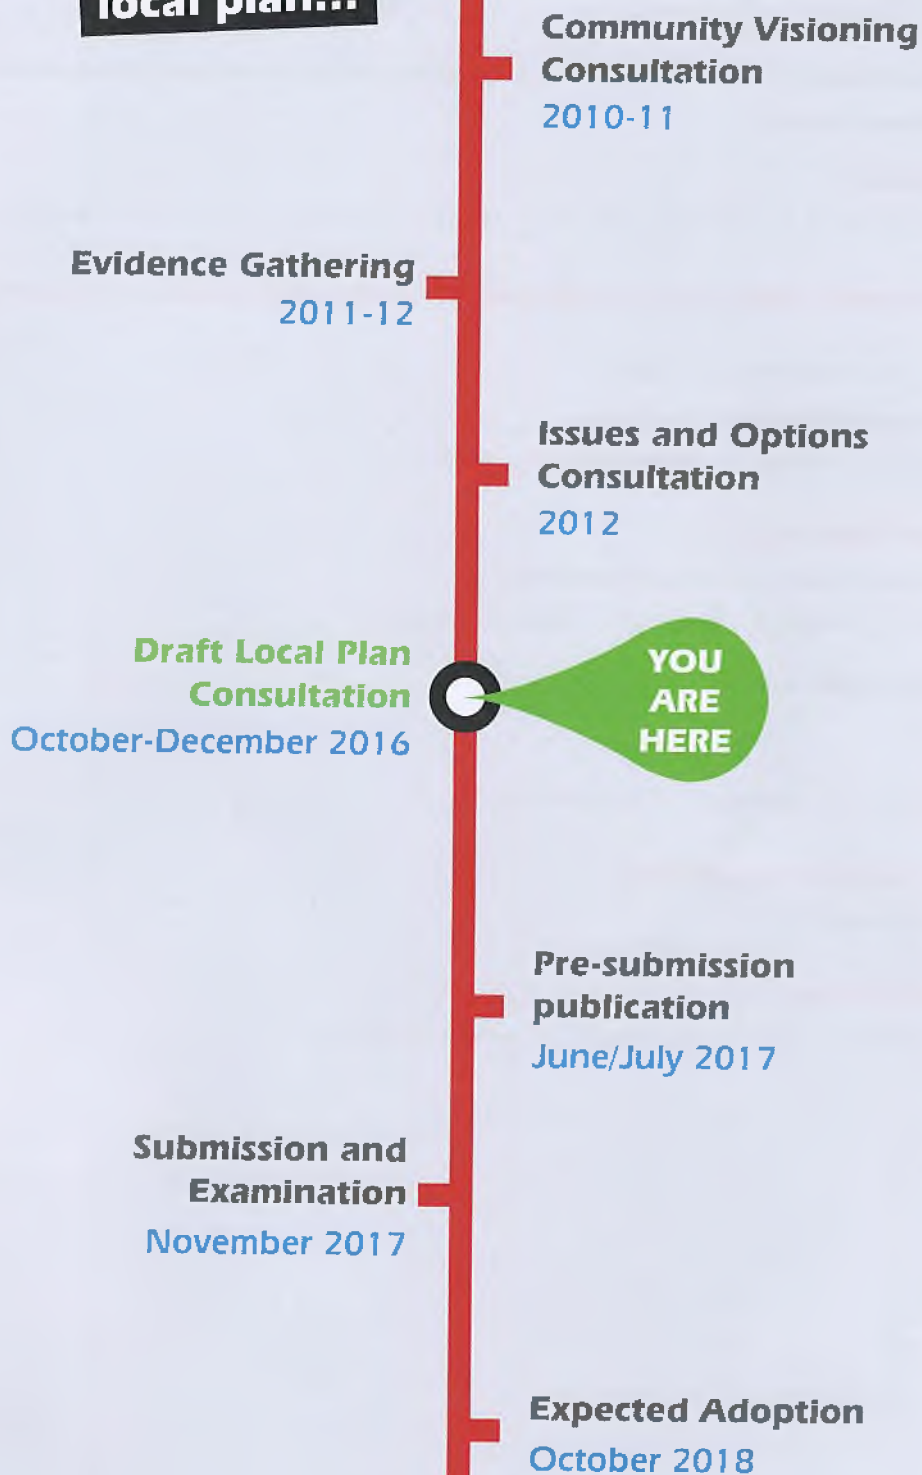 local plan...
Community Visioning
Consultation
2010-11
Evidence Gathering
2011-12
Issues and Options
Consultation
2012
Draft Local Plan
Consultation
October-December 2016
YOU
ARE
HERE
Pre-submission
publication
June/July 2017
Submission and
Examination
November 2017
Expected Adoption
October 2018